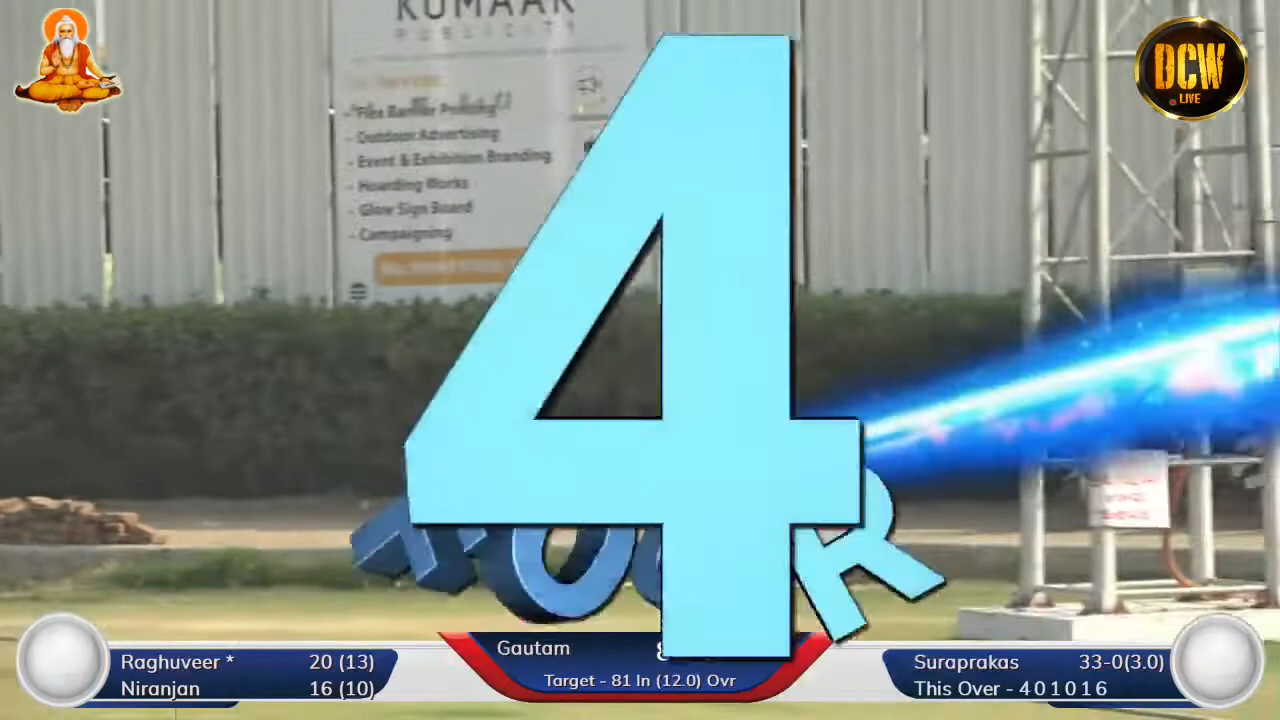 KUMAAR
PUBLICITY
- Flex Banner Printing
- Outdoor Advertising
- Event & Exhibition Branding
- Hoarding Works
- Glow Sign Board
- Campaigning
DCW
LIVE
4
R
Raghuveer * 20 (13)
Niranjan 16 (10)
Gautam
Target - 81 In (12.0) Ovr
Suraprakas 33-0(3.0)
This Over - 4 0 1 0 1 6